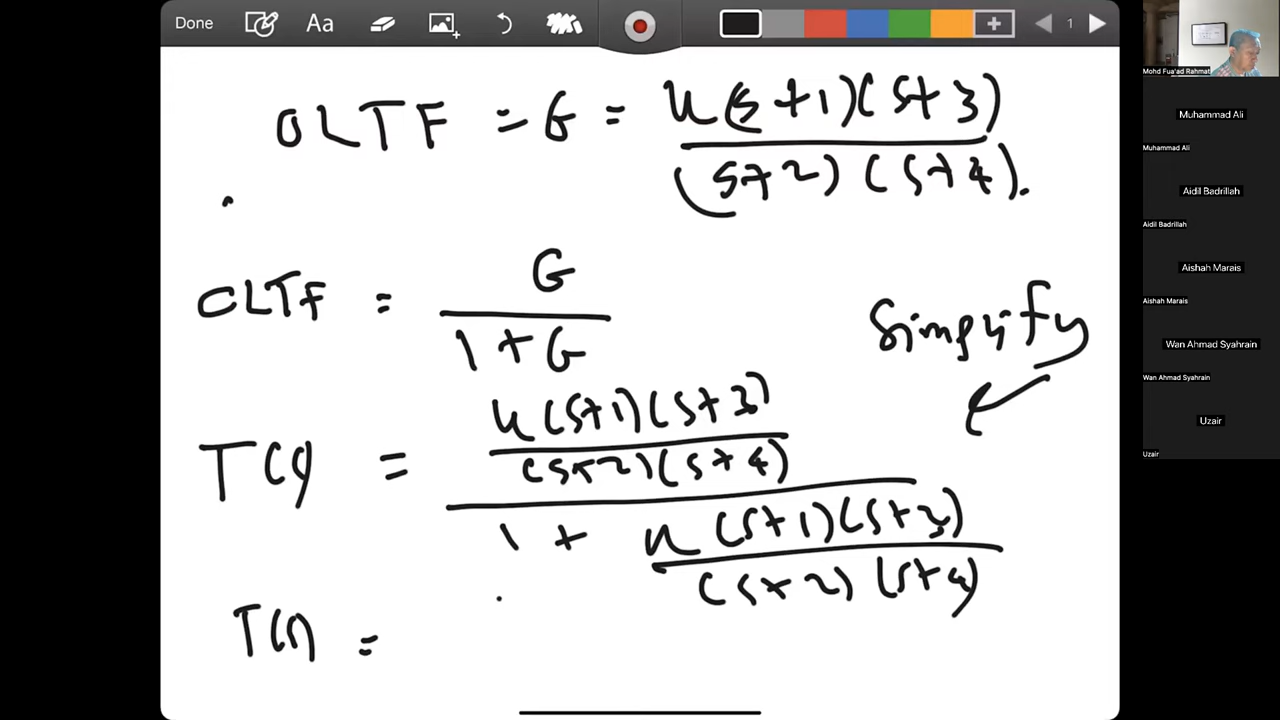 Done
Aa
1
OLTF = G = K(s+1)(s+3)
(s+2)(s+4).
CLTF = G
1+G
Simplify
T(s) = K(s+1)(s+3)
(s+2)(s+4)
1 + K(s+1)(s+3)
(s+2)(s+4)
T(s) =
Mohd Fua'ad Rahmat
Muhammad Ali
Muhammad Ali
Aidil Badrillah
Aidil Badrillah
Aishah Marais
Aishah Marais
Wan Ahmad Syahrain
Wan Ahmad Syahrain
Uzair
Uzair